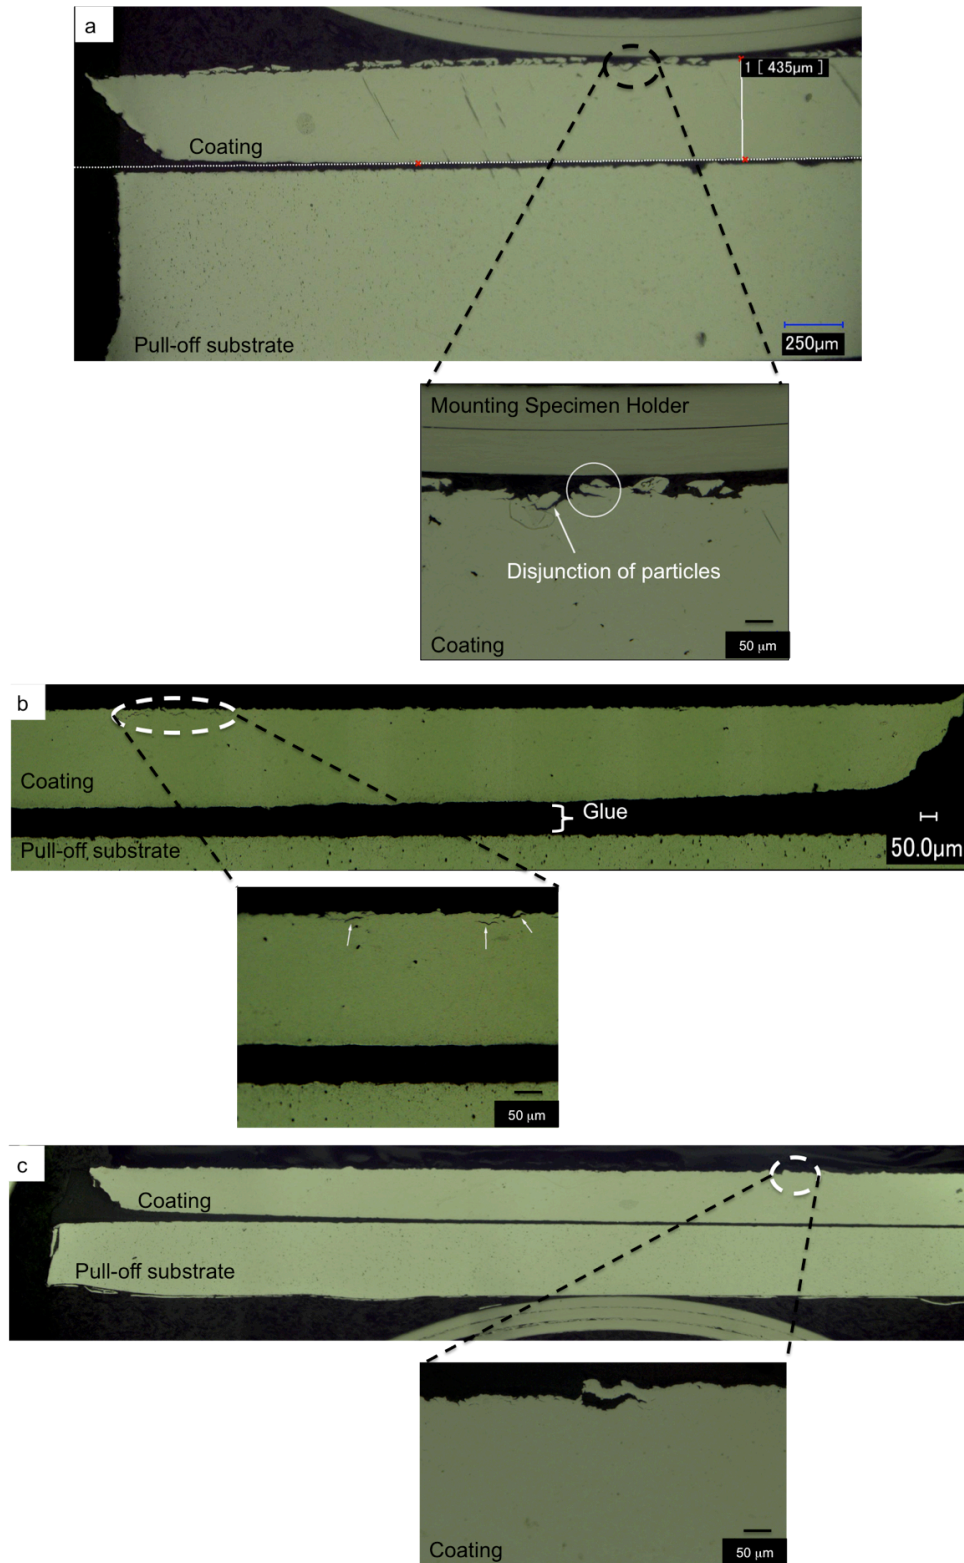 a
1 [ 435μm ]
Coating
Pull-off substrate
250μm
Mounting Specimen Holder
Disjunction of particles
Coating
50 μm
b
Coating
Glue
Pull-off substrate
50.0μm
50 μm
c
Coating
Pull-off substrate
Coating
50 μm